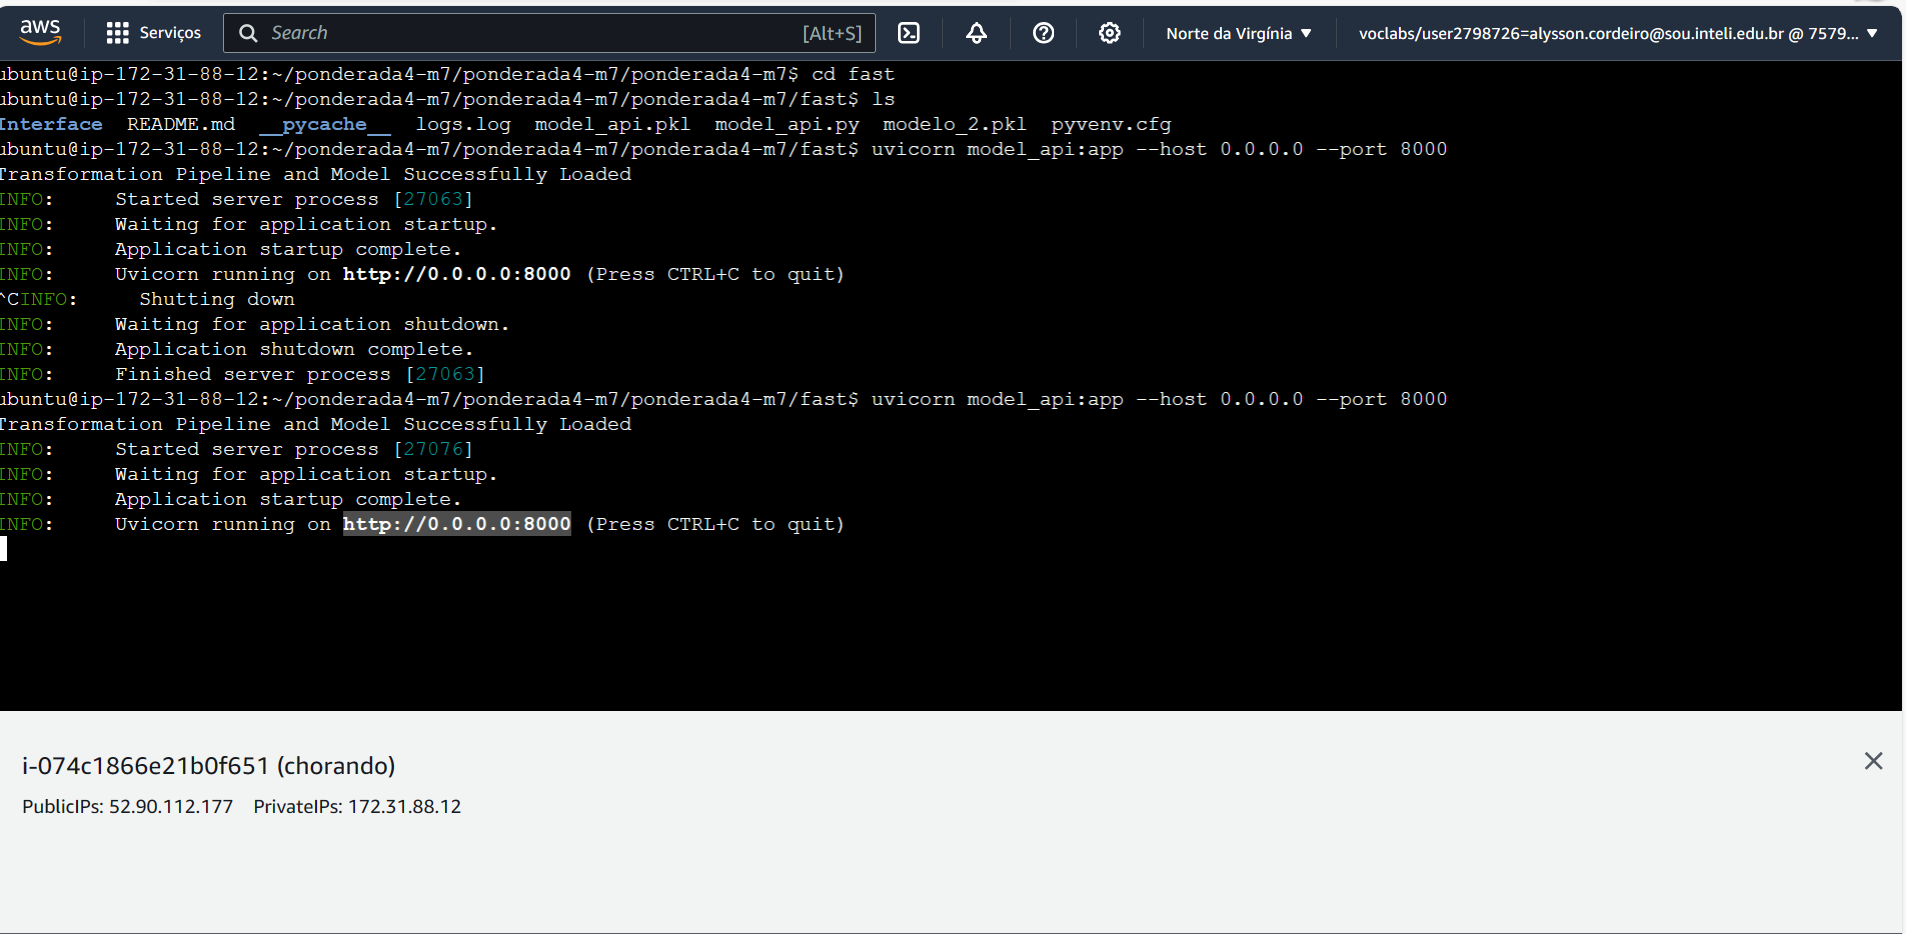 aws Serviços Search [Alt+S] Norte da Virgínia voclabs/user2798726=alysson.cordeiro@sou.inteli.edu.br @ 7579...
ubuntu@ip-172-31-88-12:~/ponderada4-m7/ponderada4-m7/ponderada4-m7$ cd fast
ubuntu@ip-172-31-88-12:~/ponderada4-m7/ponderada4-m7/ponderada4-m7/fast$ ls
Interface README.md __pycache__ logs.log model_api.pkl model_api.py modelo_2.pkl pyvenv.cfg
ubuntu@ip-172-31-88-12:~/ponderada4-m7/ponderada4-m7/ponderada4-m7/fast$ uvicorn model_api:app --host 0.0.0.0 --port 8000
Transformation Pipeline and Model Successfully Loaded
INFO: Started server process [27063]
INFO: Waiting for application startup.
INFO: Application startup complete.
INFO: Uvicorn running on http://0.0.0.0:8000 (Press CTRL+C to quit)
^CINFO: Shutting down
INFO: Waiting for application shutdown.
INFO: Application shutdown complete.
INFO: Finished server process [27063]
ubuntu@ip-172-31-88-12:~/ponderada4-m7/ponderada4-m7/ponderada4-m7/fast$ uvicorn model_api:app --host 0.0.0.0 --port 8000
Transformation Pipeline and Model Successfully Loaded
INFO: Started server process [27076]
INFO: Waiting for application startup.
INFO: Application startup complete.
INFO: Uvicorn running on http://0.0.0.0:8000 (Press CTRL+C to quit)
i-074c1866e21b0f651 (chorando)
PublicIPs: 52.90.112.177 PrivateIPs: 172.31.88.12